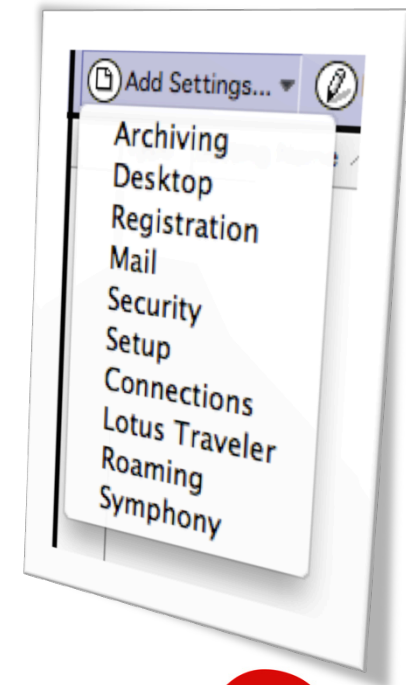 Add Settings...
Archiving
Desktop
Registration
Mail
Security
Setup
Connections
Lotus Traveler
Roaming
Symphony